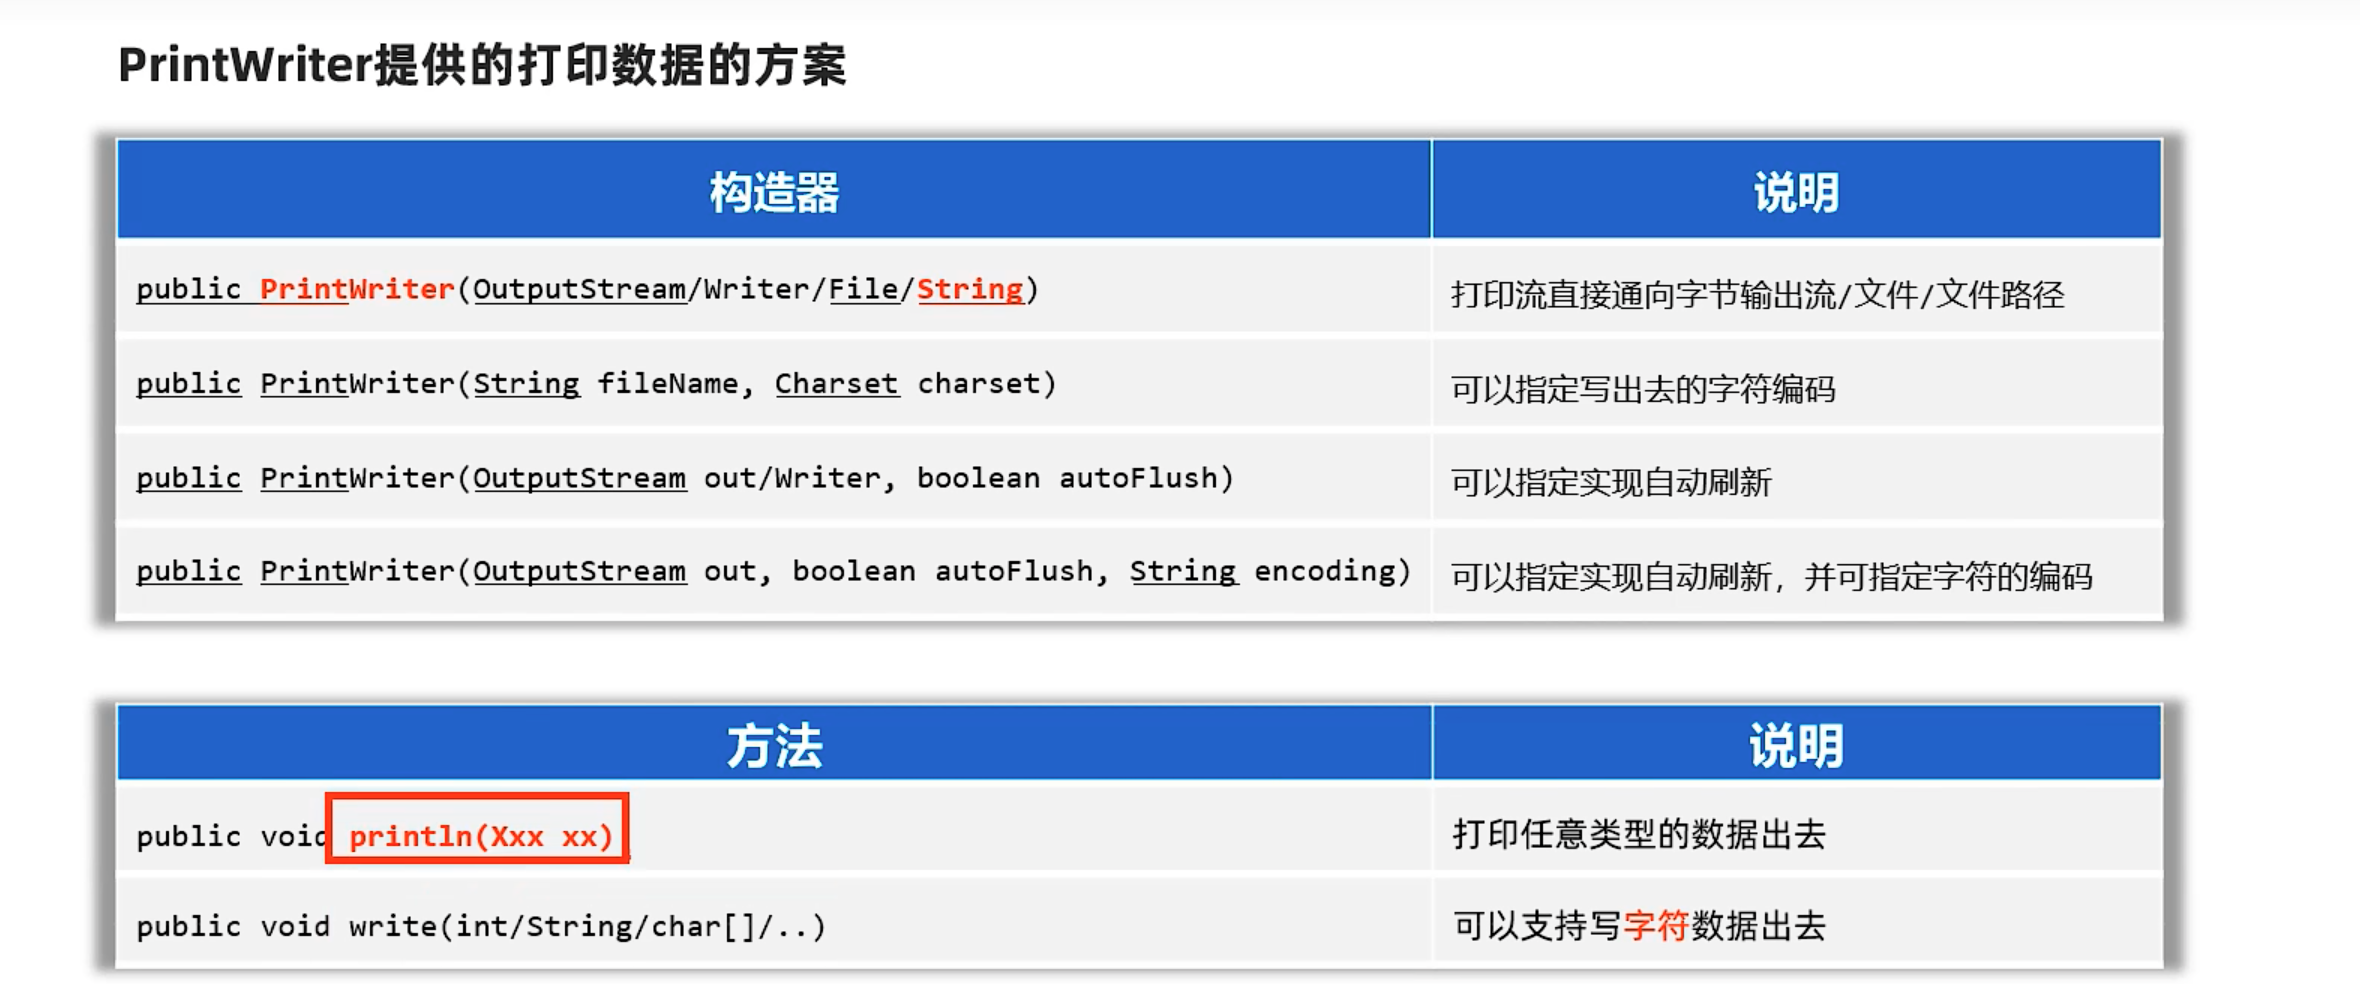 PrintWriter提供的打印数据的方案
构造器 说明
public PrintWriter(OutputStream/Writer/File/String) 打印流直接通向字节输出流/文件/文件路径
public PrintWriter(String fileName, Charset charset) 可以指定写出去的字符编码
public PrintWriter(OutputStream out/Writer, boolean autoFlush) 可以指定实现自动刷新
public PrintWriter(OutputStream out, boolean autoFlush, String encoding) 可以指定实现自动刷新，并可指定字符的编码
方法 说明
public void println(Xxx xx) 打印任意类型的数据出去
public void write(int/String/char[]/..) 可以支持写字符数据出去